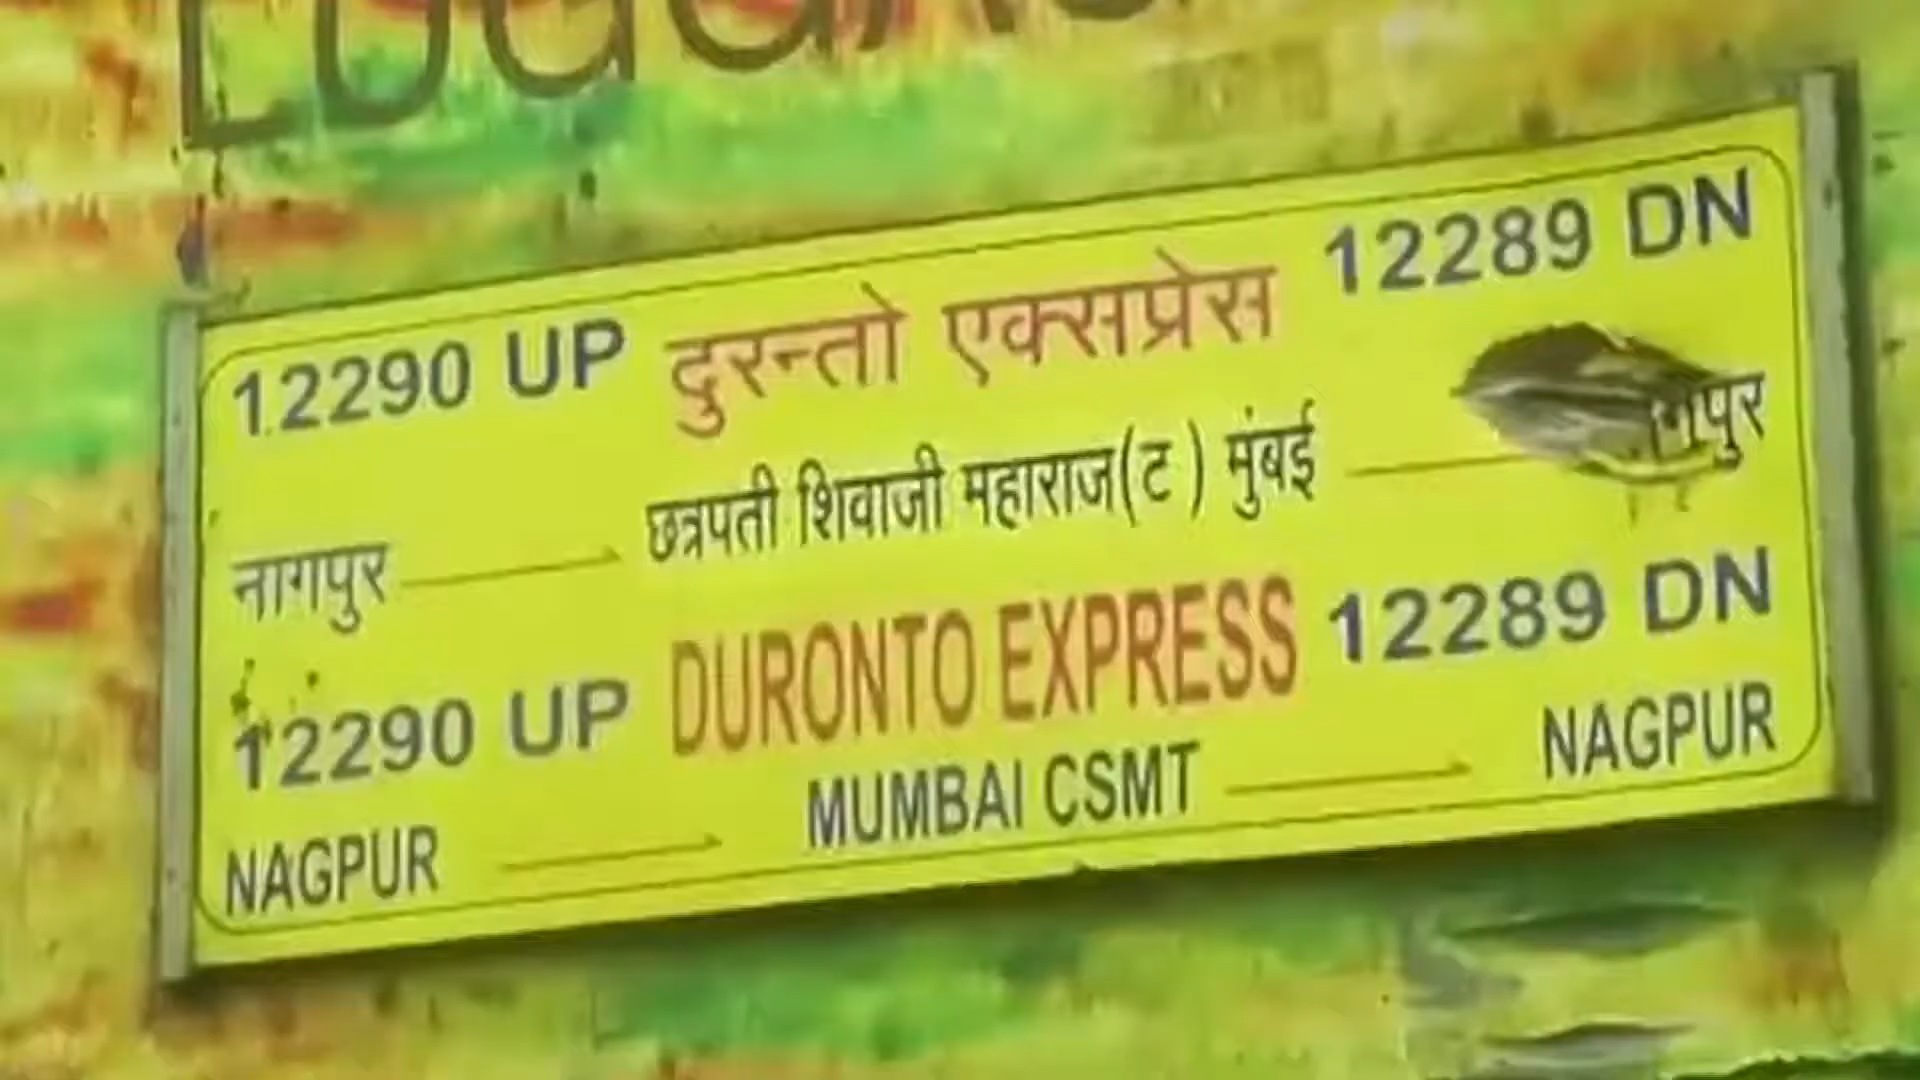 12290 UP दुरन्तो एक्सप्रेस 12289 DN
नागपुर छत्रपती शिवाजी महाराज(ट ) मुंबई
12290 UP DURONTO EXPRESS 12289 DN
NAGPUR MUMBAI CSMT NAGPUR